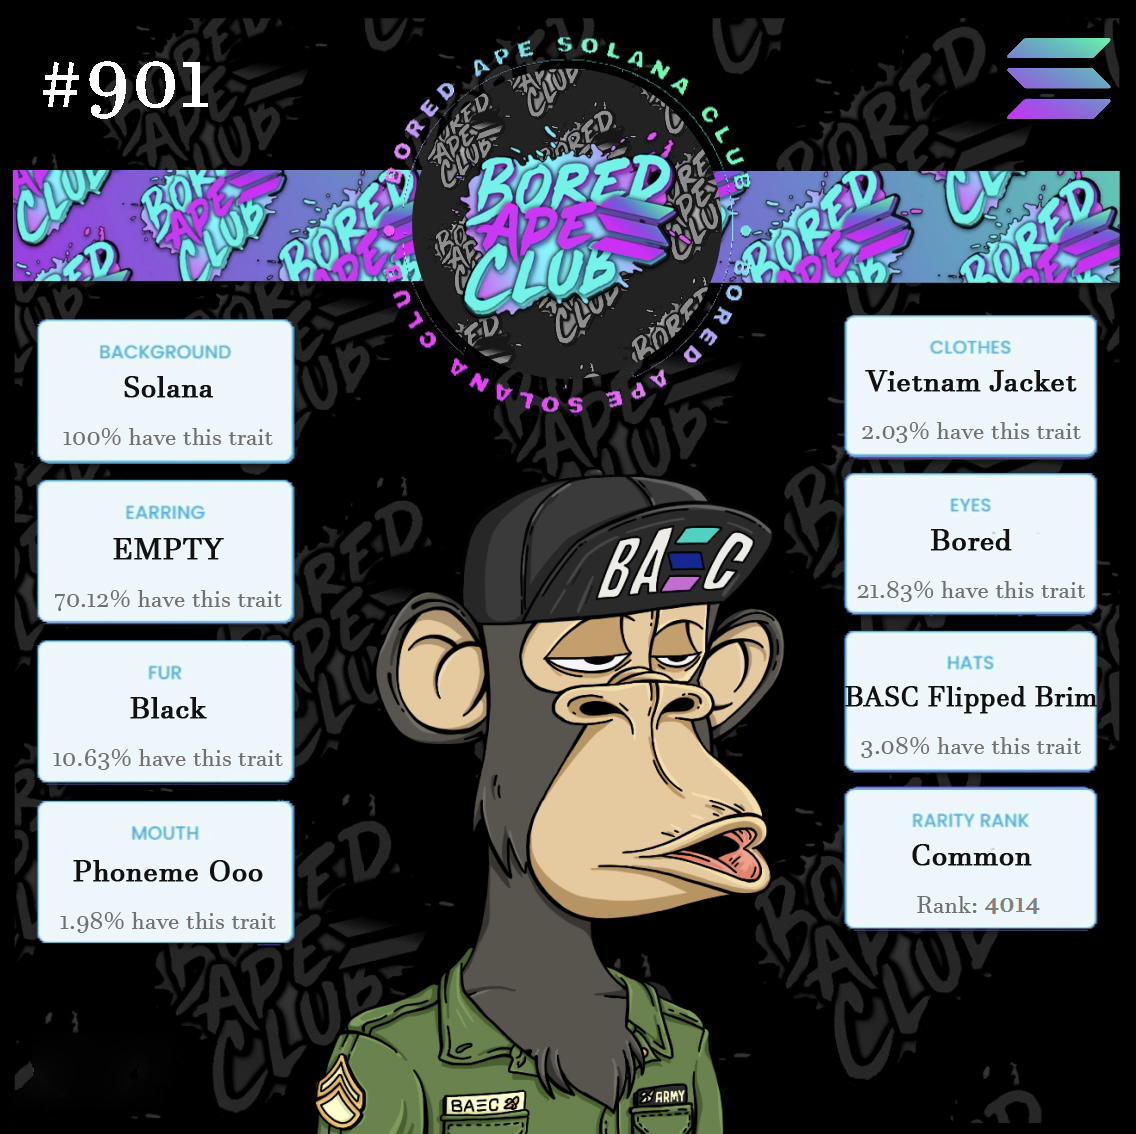 #901
BORED APE SOLANA CLUB
BORED APE SOLANA CLUB
BORED
APE
CLUB
BACKGROUND
Solana
100% have this trait
EARRING
EMPTY
70.12% have this trait
FUR
Black
10.63% have this trait
MOUTH
Phoneme Ooo
1.98% have this trait
CLOTHES
Vietnam Jacket
2.03% have this trait
EYES
Bored
21.83% have this trait
HATS
BASC Flipped Brim
3.08% have this trait
RARITY RANK
Common
Rank: 4014
BAΞC
BAΞC
ARMY